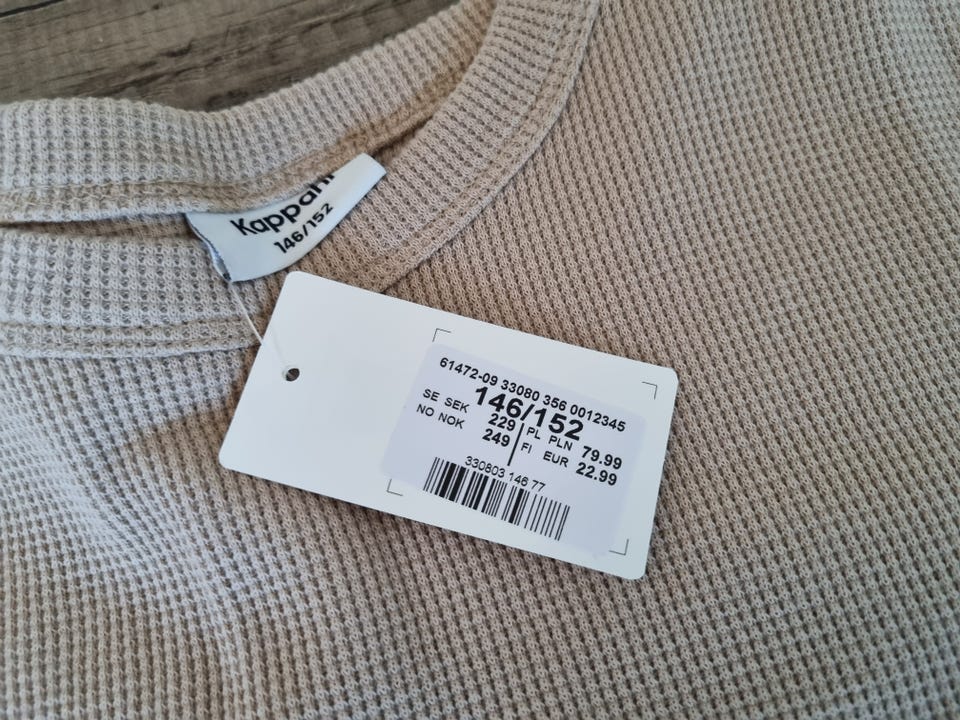 Kappahl
146/152
61472-09 33080 356 0012345
146/152
SE SEK 229 PL PLN 79.99
NO NOK 249 FI EUR 22.99
330803 146 77